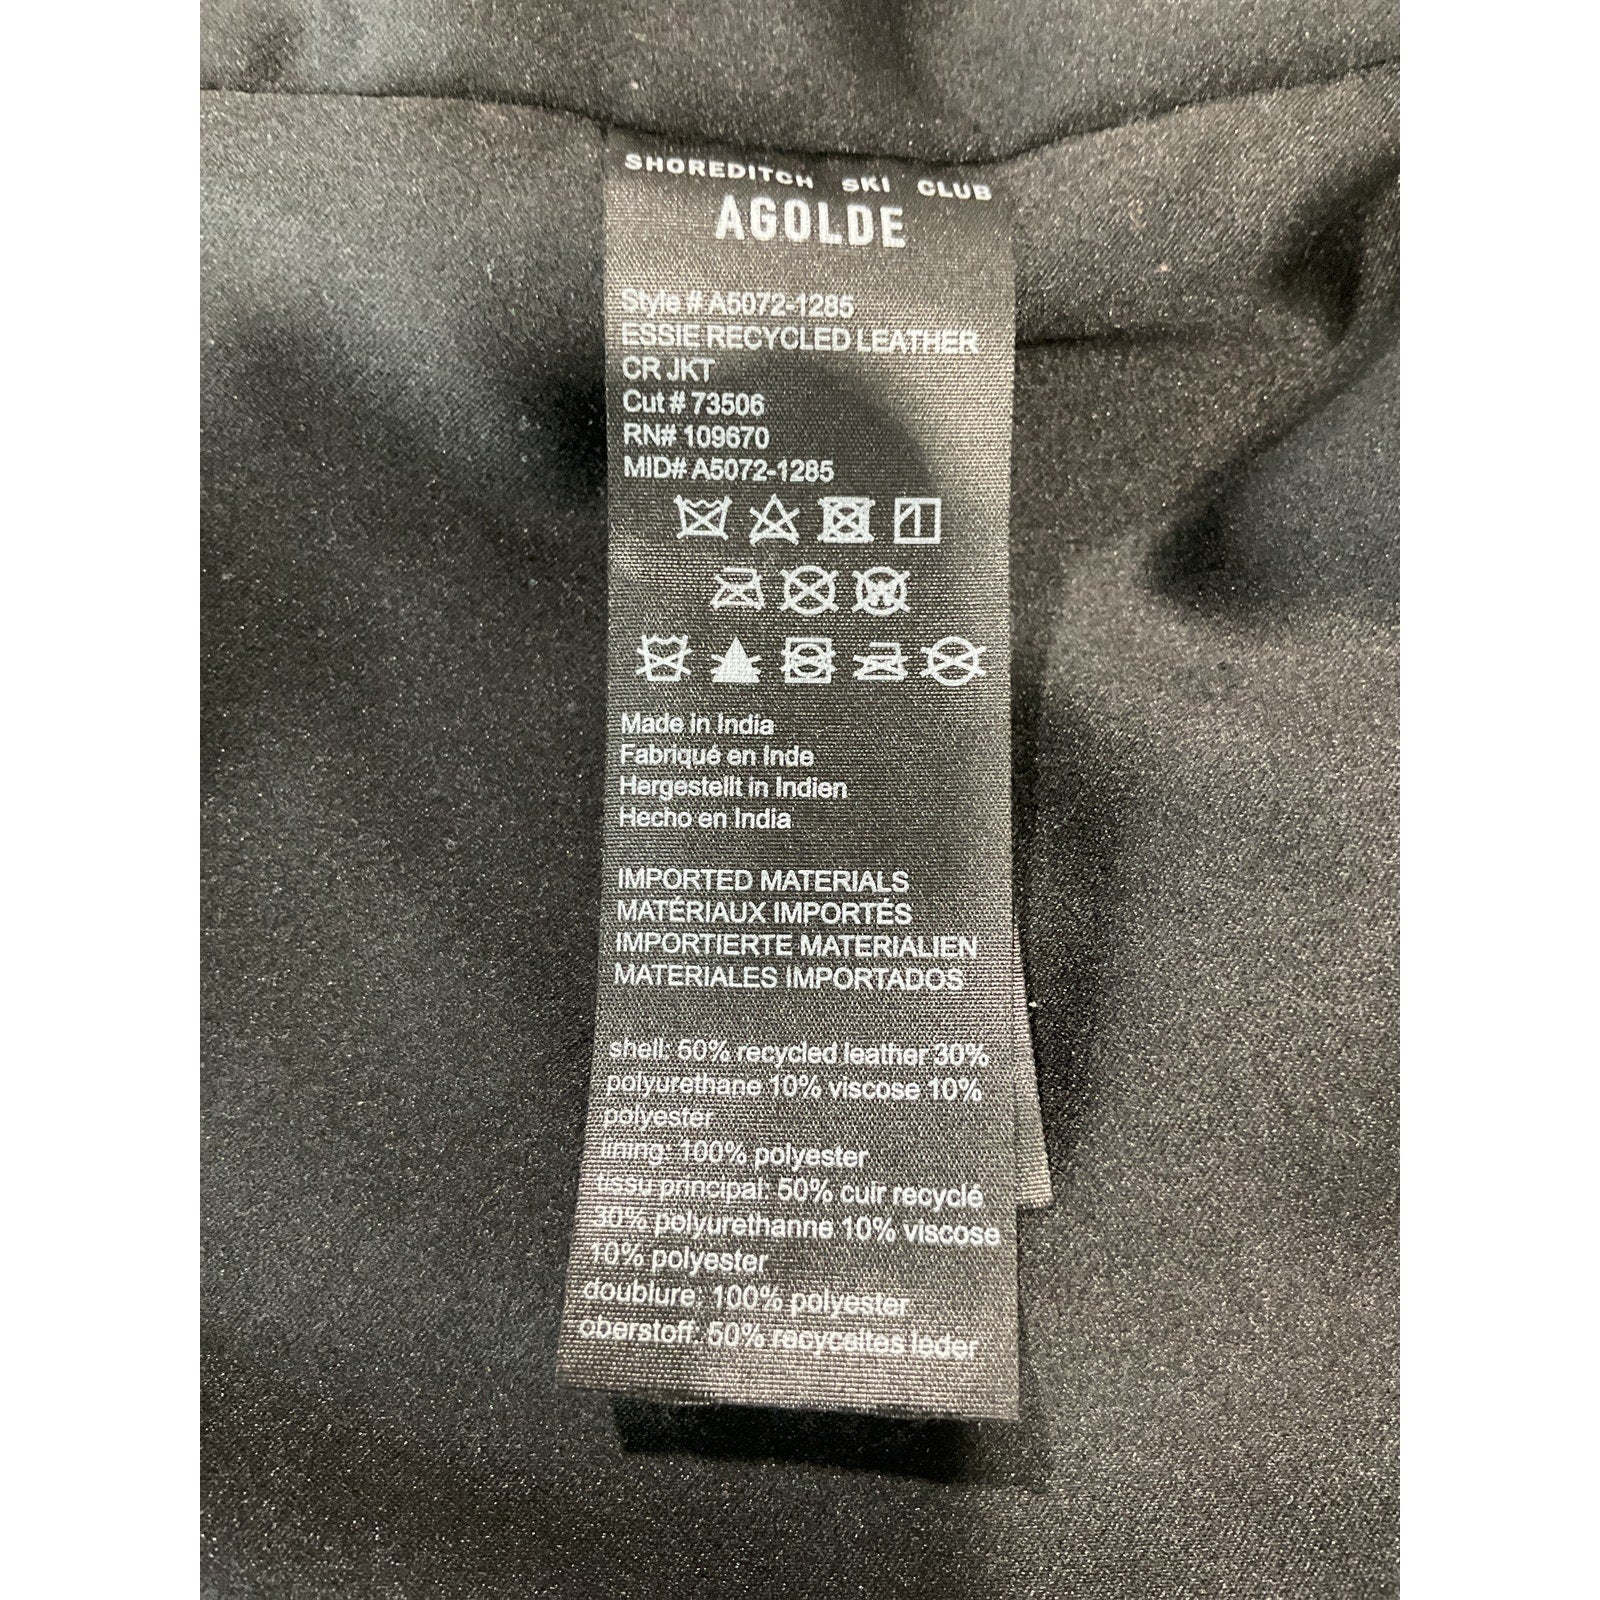 SHOREDITCH SKI CLUB
AGOLDE
Style # A5072-1285
ESSIE RECYCLED LEATHER
CR JKT
Cut # 73506
RN# 109670
MID# A5072-1285
W
Made in India
Fabriqué en Inde
Hergestellt in Indien
Hecho en India
IMPORTED MATERIALS
MATÉRIAUX IMPORTÉS
IMPORTIERTE MATERIALIEN
MATERIALES IMPORTADOS
shell: 50% recycled leather 30%
polyurethane 10% viscose 10%
polyester
lining: 100% polyester
tissu principal: 50% cuir recyclé
30% polyurethanne 10% viscose
10% polyester
doublure: 100% polyester
oberstoff: 50% recyceltes leder